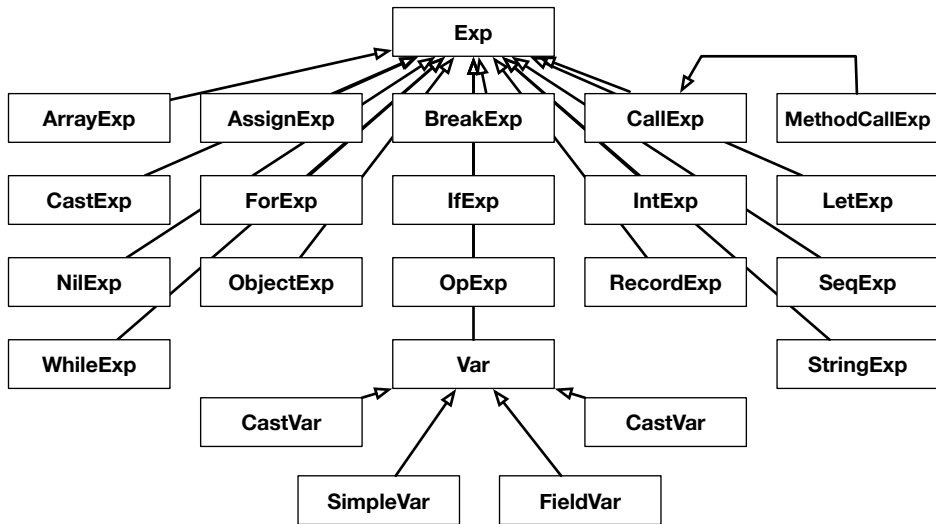 Exp
ArrayExp
AssignExp
BreakExp
CallExp
MethodCallExp
CastExp
ForExp
IfExp
IntExp
LetExp
NilExp
ObjectExp
OpExp
RecordExp
SeqExp
WhileExp
Var
StringExp
CastVar
CastVar
SimpleVar
FieldVar